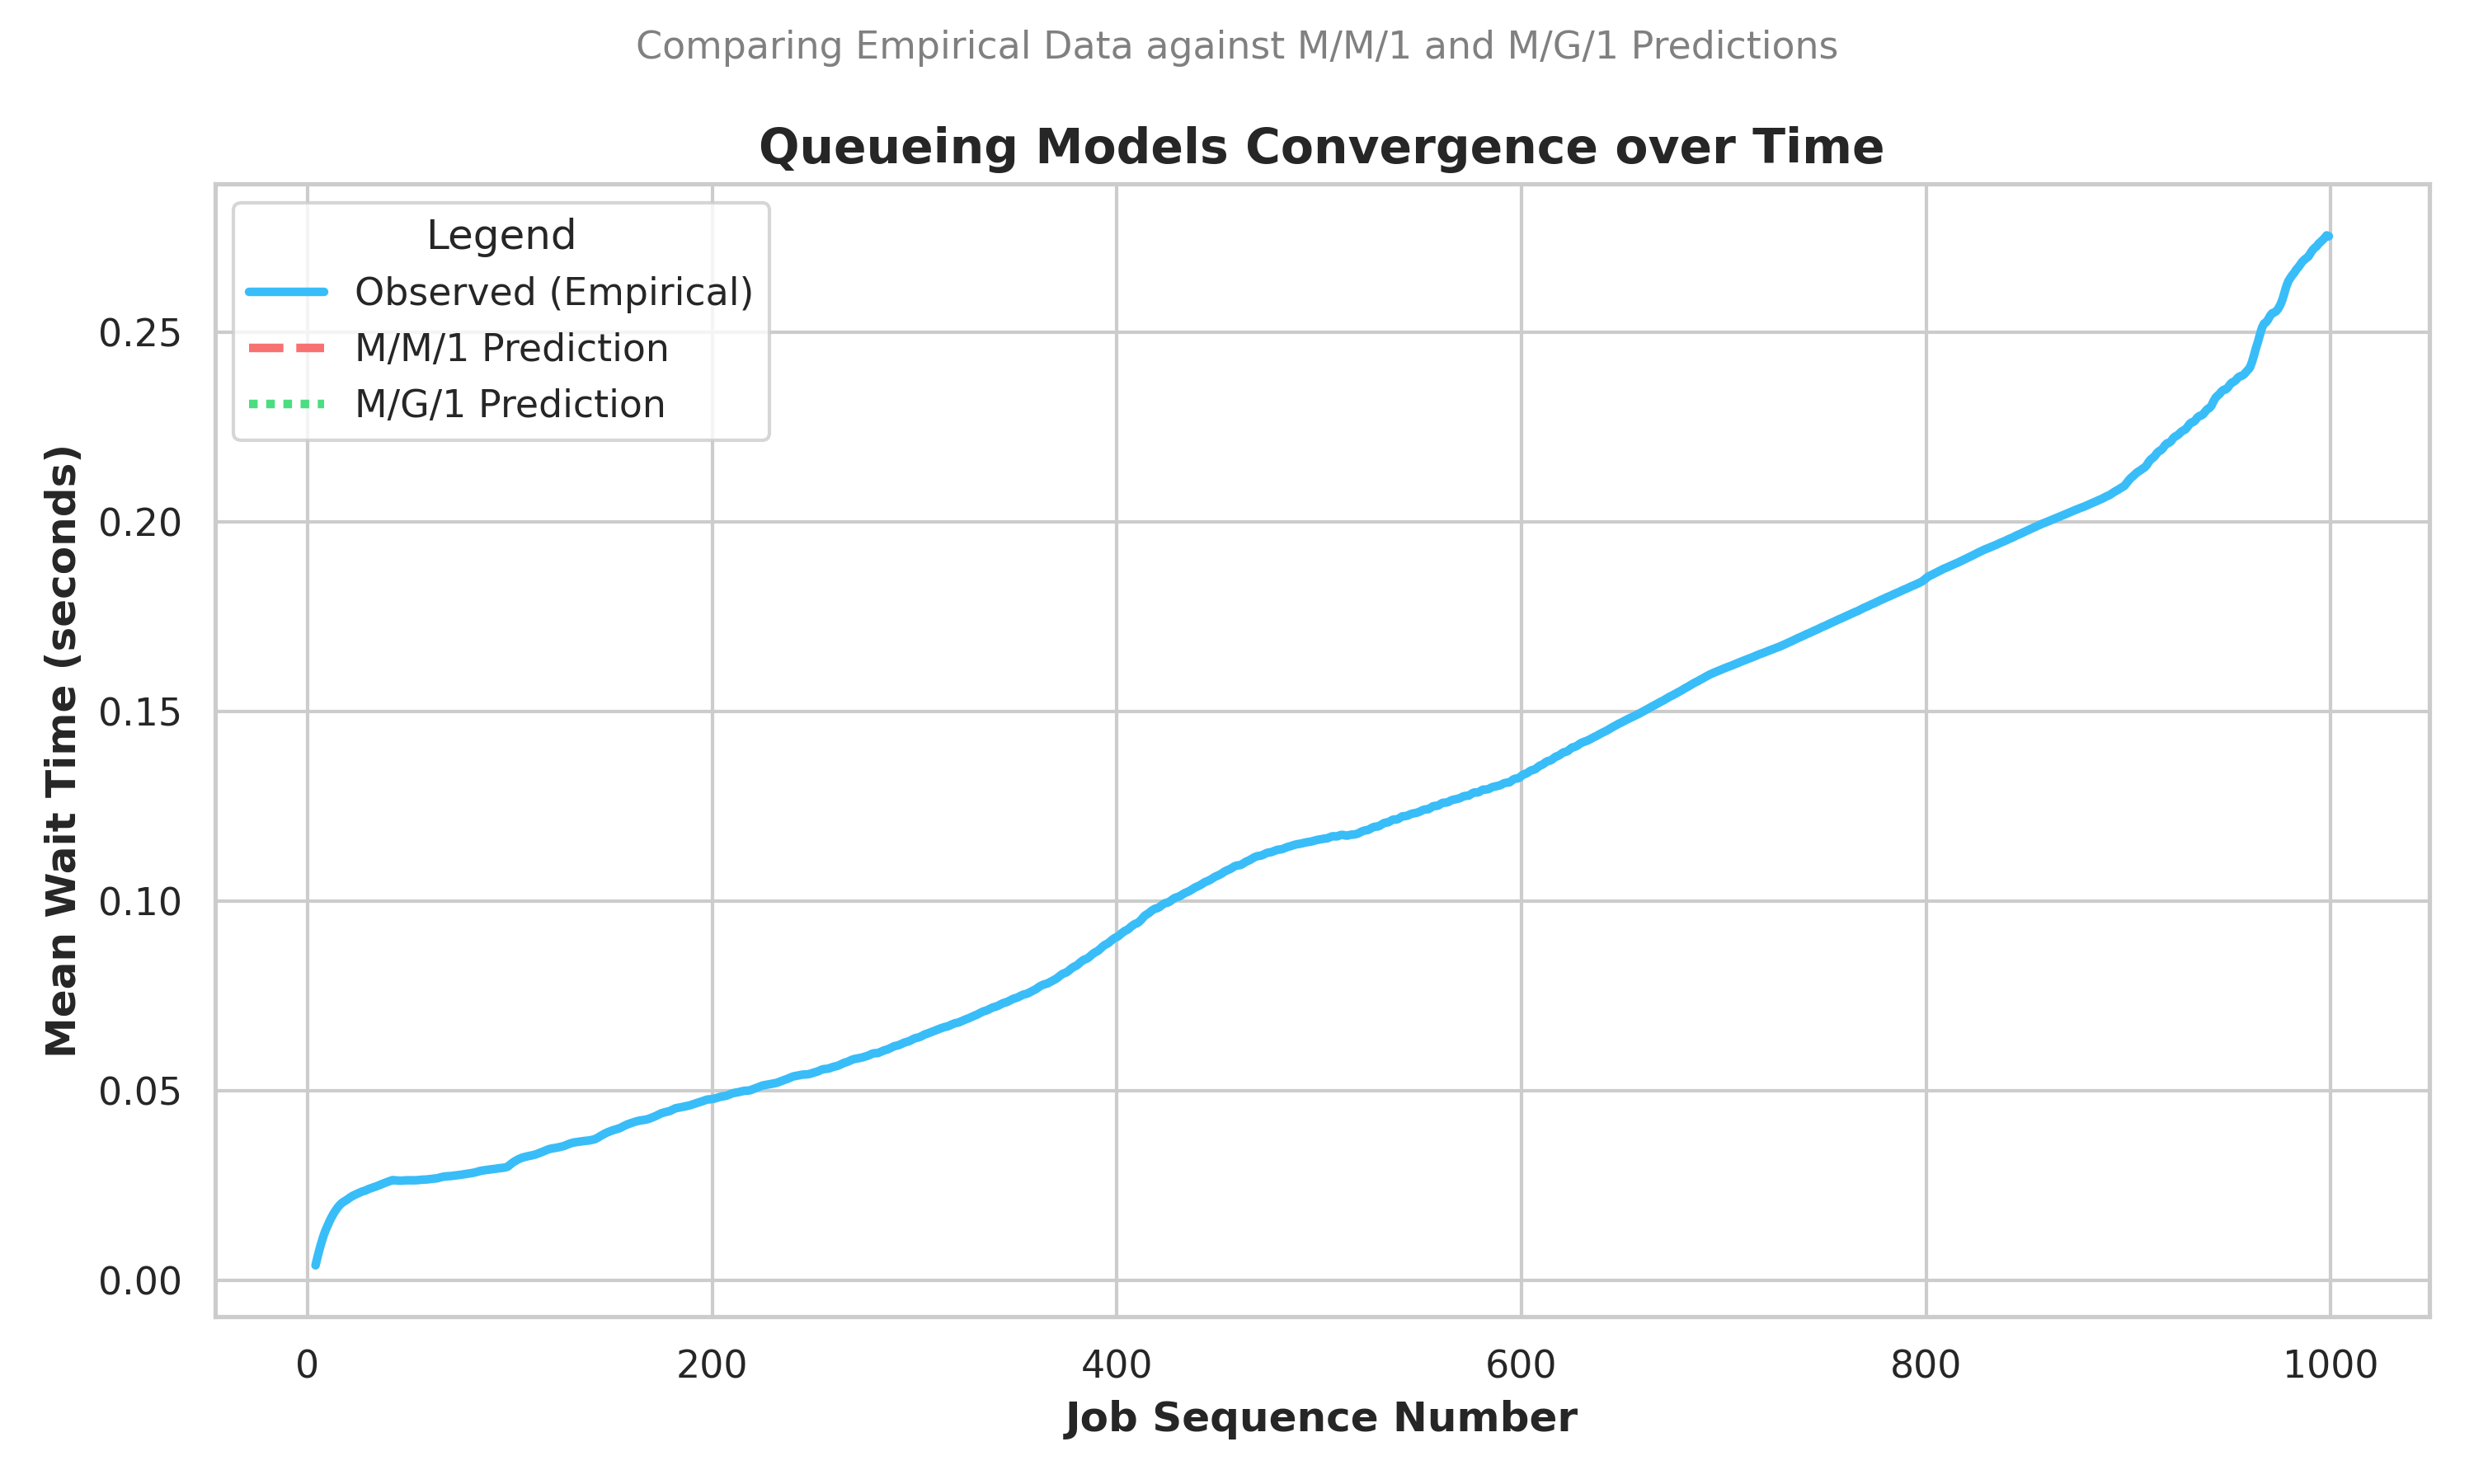 Comparing Empirical Data against M/M/1 and M/G/1 Predictions
Queueing Models Convergence over Time
Legend
Observed (Empirical)
M/M/1 Prediction
M/G/1 Prediction
Mean Wait Time (seconds)
0.25
0.20
0.15
0.10
0.05
0.00
0 200 400 600 800 1000
Job Sequence Number